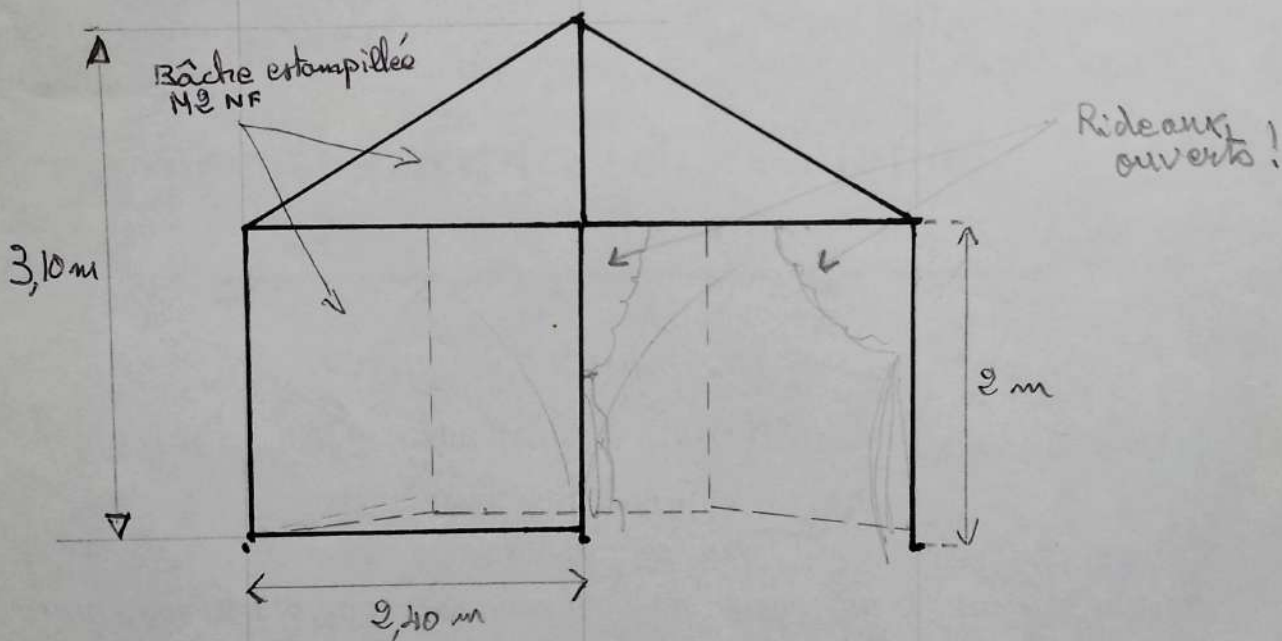 Bâche estampillée
M2 NF
Rideaux
ouverts !
3,10 m
2 m
2,40 m